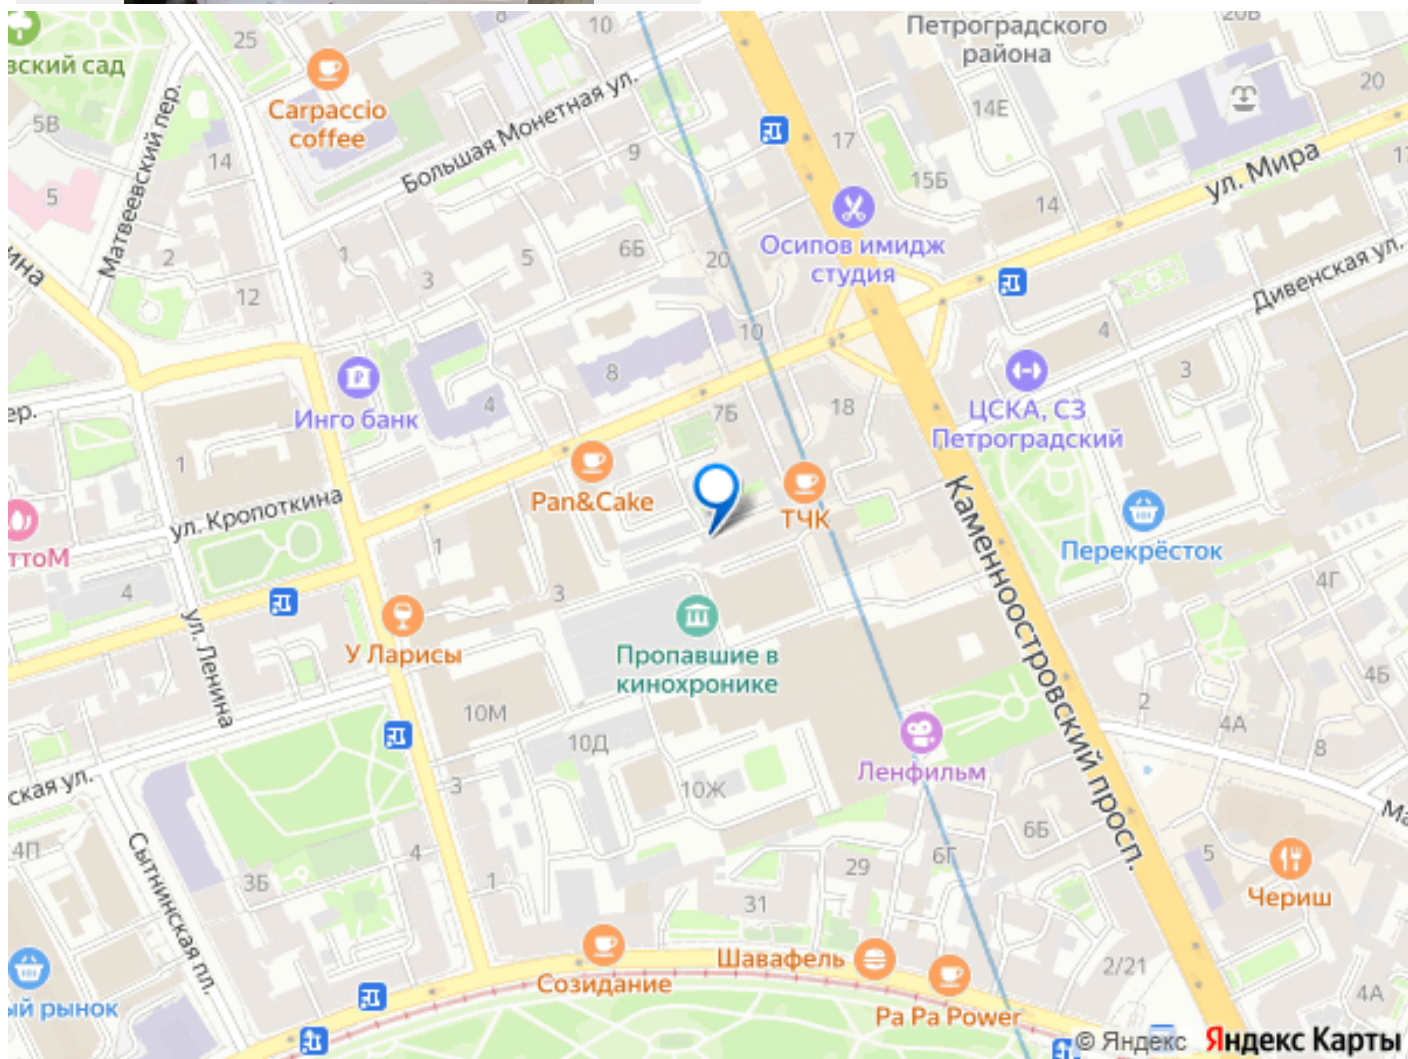 Петроградского
района
20В
25
10
вский сад
Carpaccio
coffee
Большая Монетная ул.
14Е
20
5В
Матвеевский пер.
14
9
17
ул. Мира
5
15Б
14
2
1
5
6Б
20
Осипов имидж
студия
3
12
Дивенская ул.
10
4
Инго банк
8
3
4
7Б
18
ЦСКА, СЗ
Петроградский
ер.
1
Pan&Cake
ТЧК
ул. Кропоткина
Каменноостровский просп.
Перекрёсток
ттоМ
1
4
3
4Г
ул. Ленина
У Ларисы
Пропавшие в
кинохронике
4Б
10М
2
4А
10Д
8
Ленфильм
ская ул.
3
10Ж
6Б
4П
Сытнинская пл.
4
29
6Г
5
3Б
1
Чериш
31
Шавафель
2/21
Созидание
4А
ый рынок
Pa Pa Power
© Яндекс Яндекс Карты